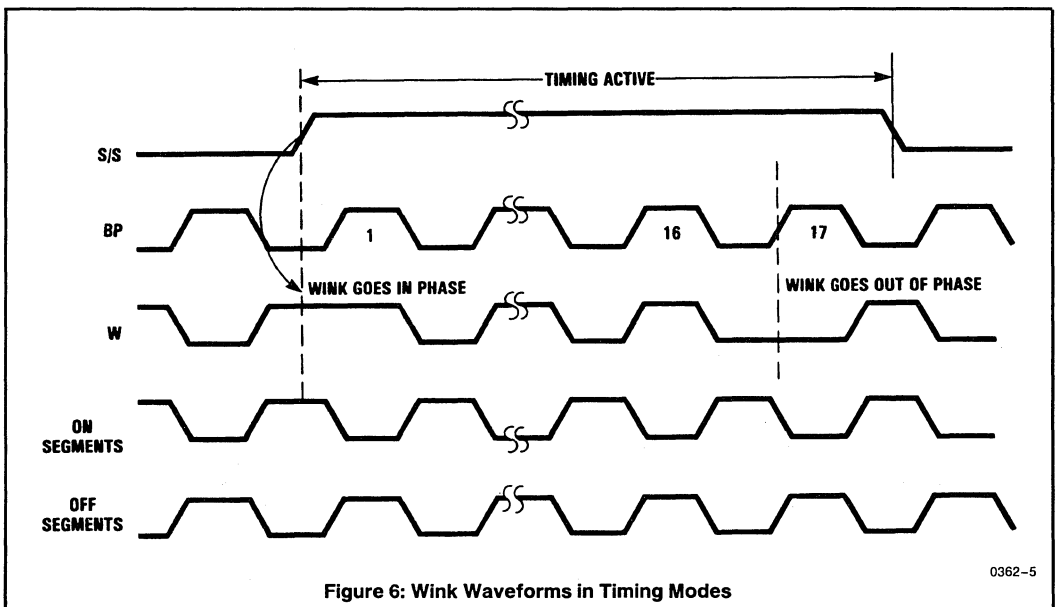 TIMING ACTIVE
S/S
BP
1
16
17
WINK GOES IN PHASE
WINK GOES OUT OF PHASE
W
ON
SEGMENTS
OFF
SEGMENTS
0362–5
Figure 6: Wink Waveforms in Timing Modes